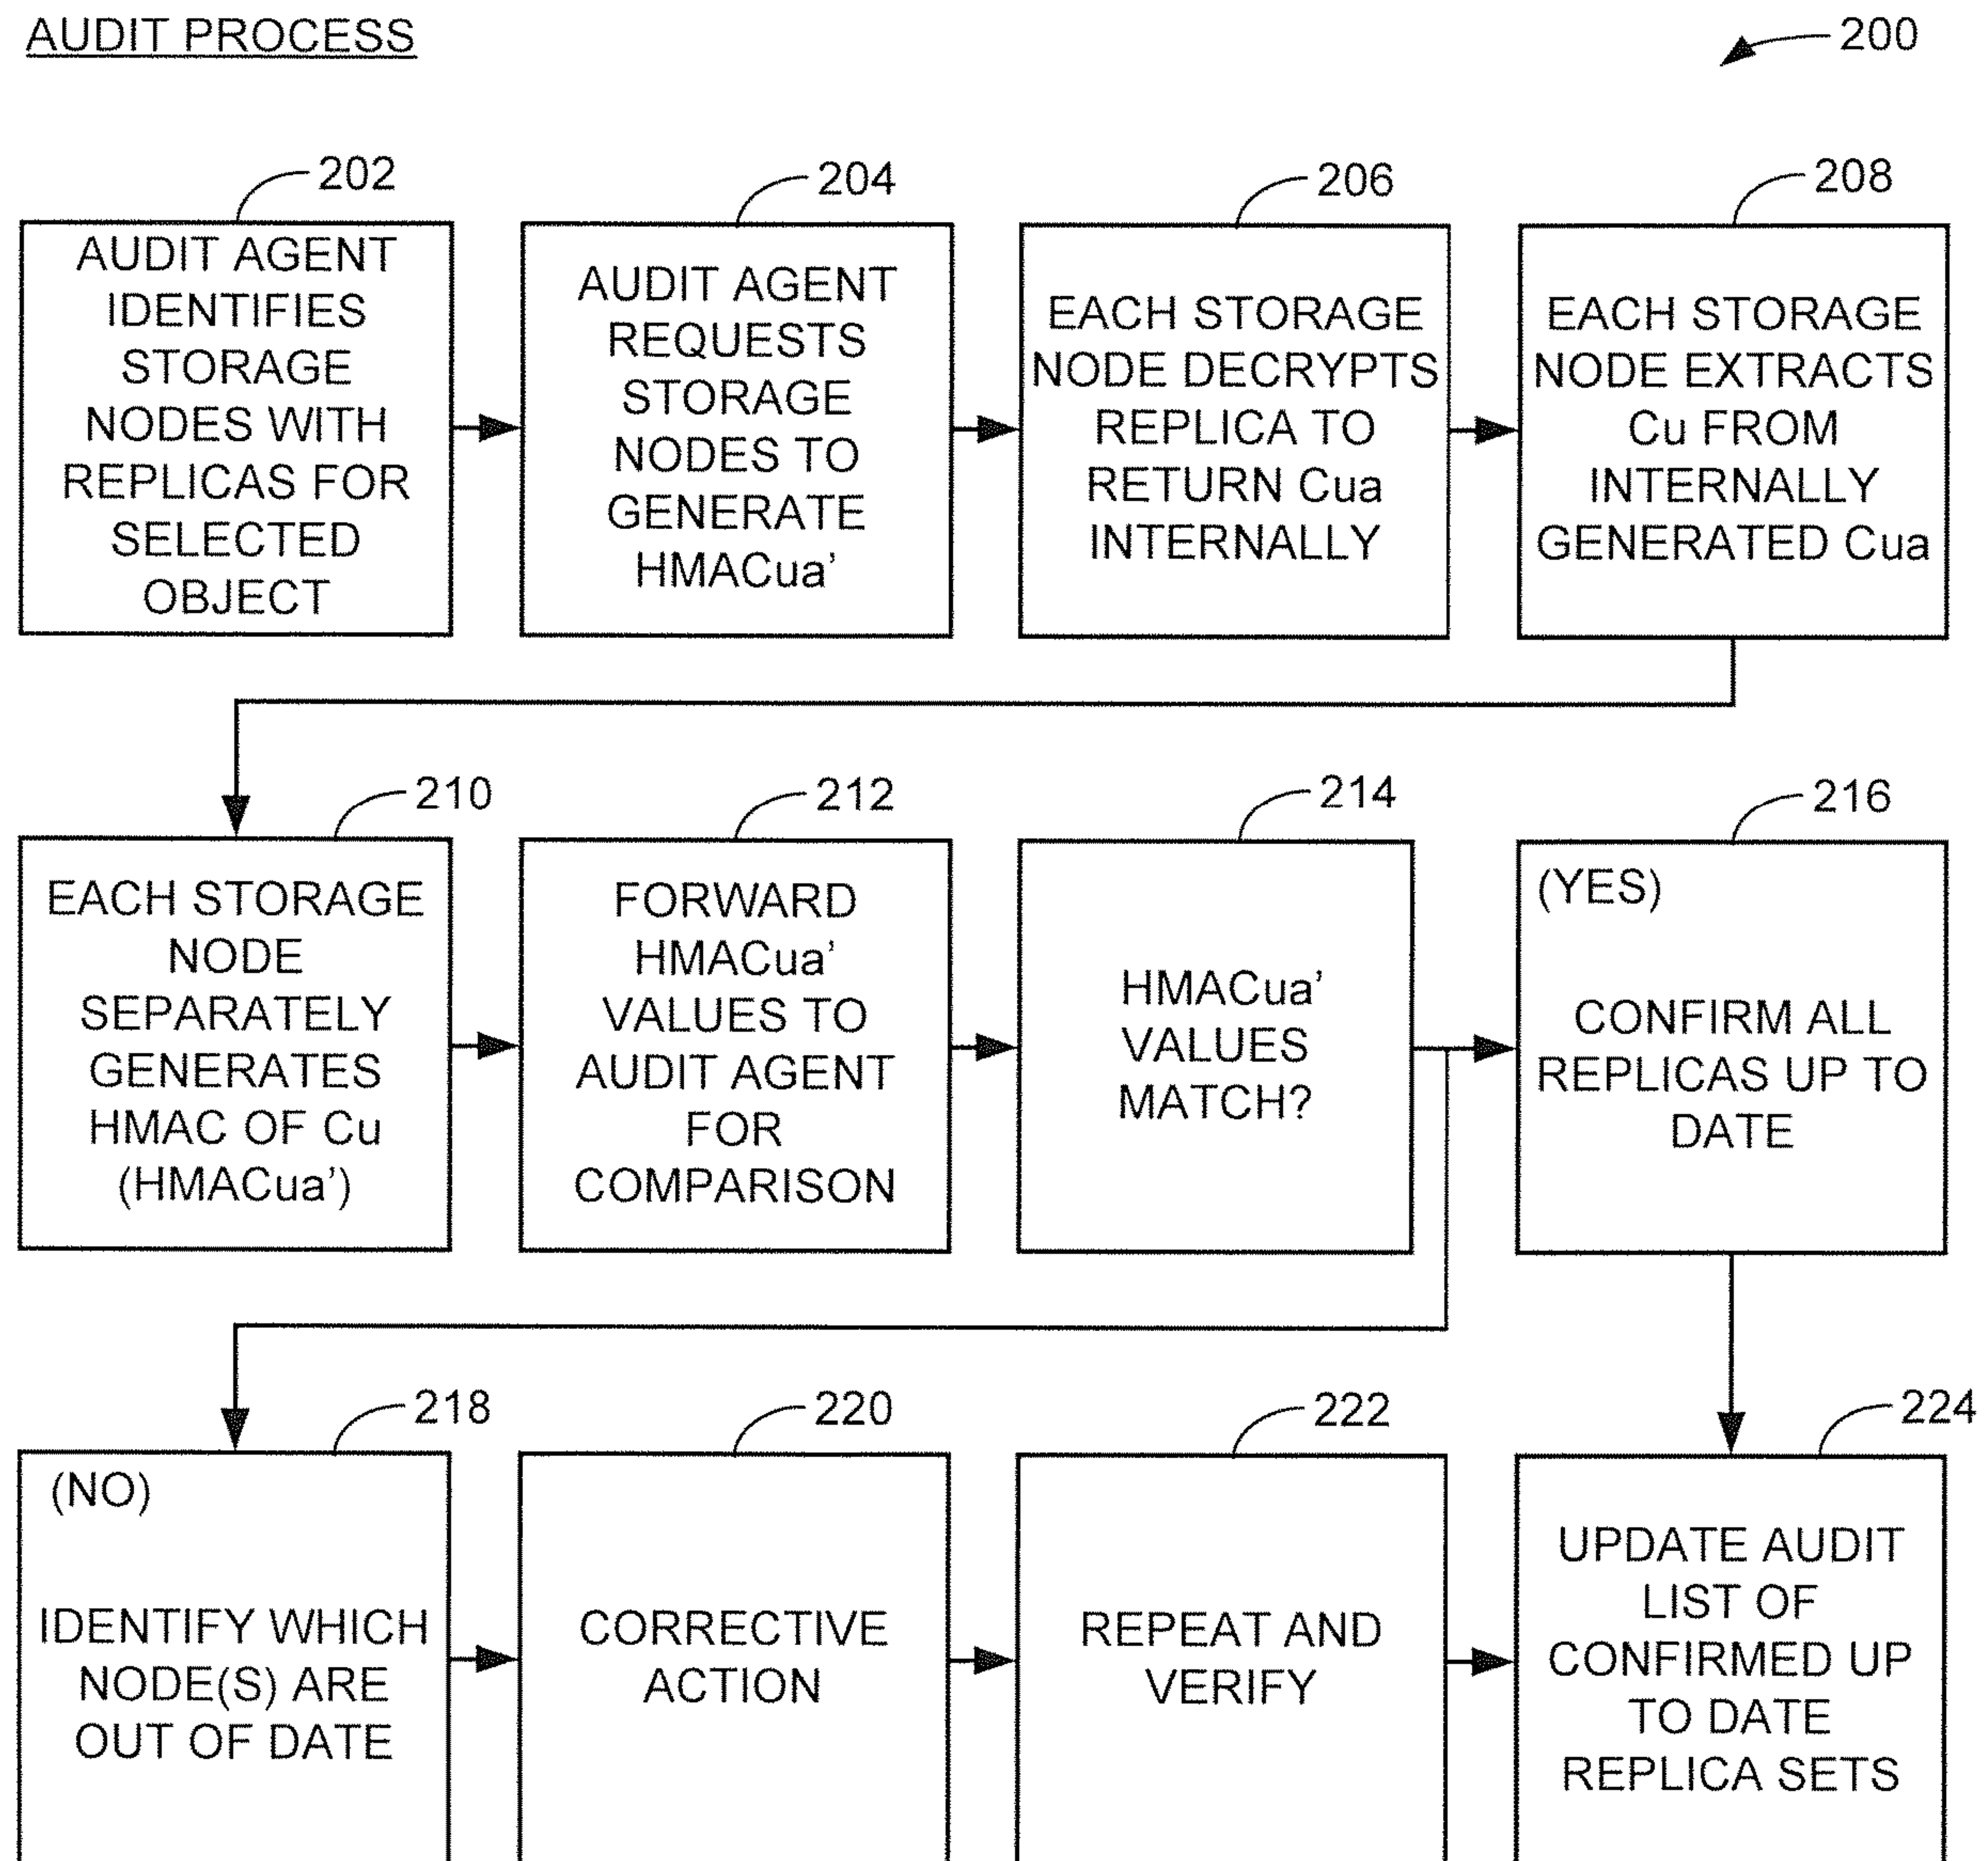 AUDIT PROCESS
200
202
AUDIT AGENT
IDENTIFIES
STORAGE
NODES WITH
REPLICAS FOR
SELECTED
OBJECT
204
AUDIT AGENT
REQUESTS
STORAGE
NODES TO
GENERATE
HMACua’
206
EACH STORAGE
NODE DECRYPTS
REPLICA TO
RETURN Cua
INTERNALLY
208
EACH STORAGE
NODE EXTRACTS
Cu FROM
INTERNALLY
GENERATED Cua
210
EACH STORAGE
NODE
SEPARATELY
GENERATES
HMAC OF Cu
(HMACua’)
212
FORWARD
HMACua’
VALUES TO
AUDIT AGENT
FOR
COMPARISON
214
HMACua’
VALUES
MATCH?
216
(YES)
CONFIRM ALL
REPLICAS UP TO
DATE
218
(NO)
IDENTIFY WHICH
NODE(S) ARE
OUT OF DATE
220
CORRECTIVE
ACTION
222
REPEAT AND
VERIFY
224
UPDATE AUDIT
LIST OF
CONFIRMED UP
TO DATE
REPLICA SETS